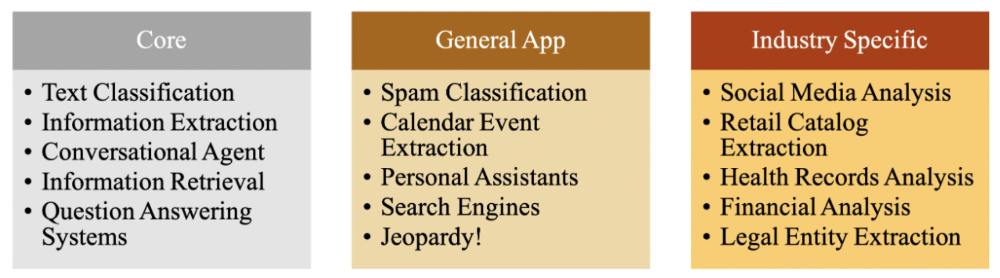 Core
• Text Classification
• Information Extraction
• Conversational Agent
• Information Retrieval
• Question Answering
Systems
General App
• Spam Classification
• Calendar Event
Extraction
• Personal Assistants
• Search Engines
• Jeopardy!
Industry Specific
• Social Media Analysis
• Retail Catalog
Extraction
• Health Records Analysis
• Financial Analysis
• Legal Entity Extraction